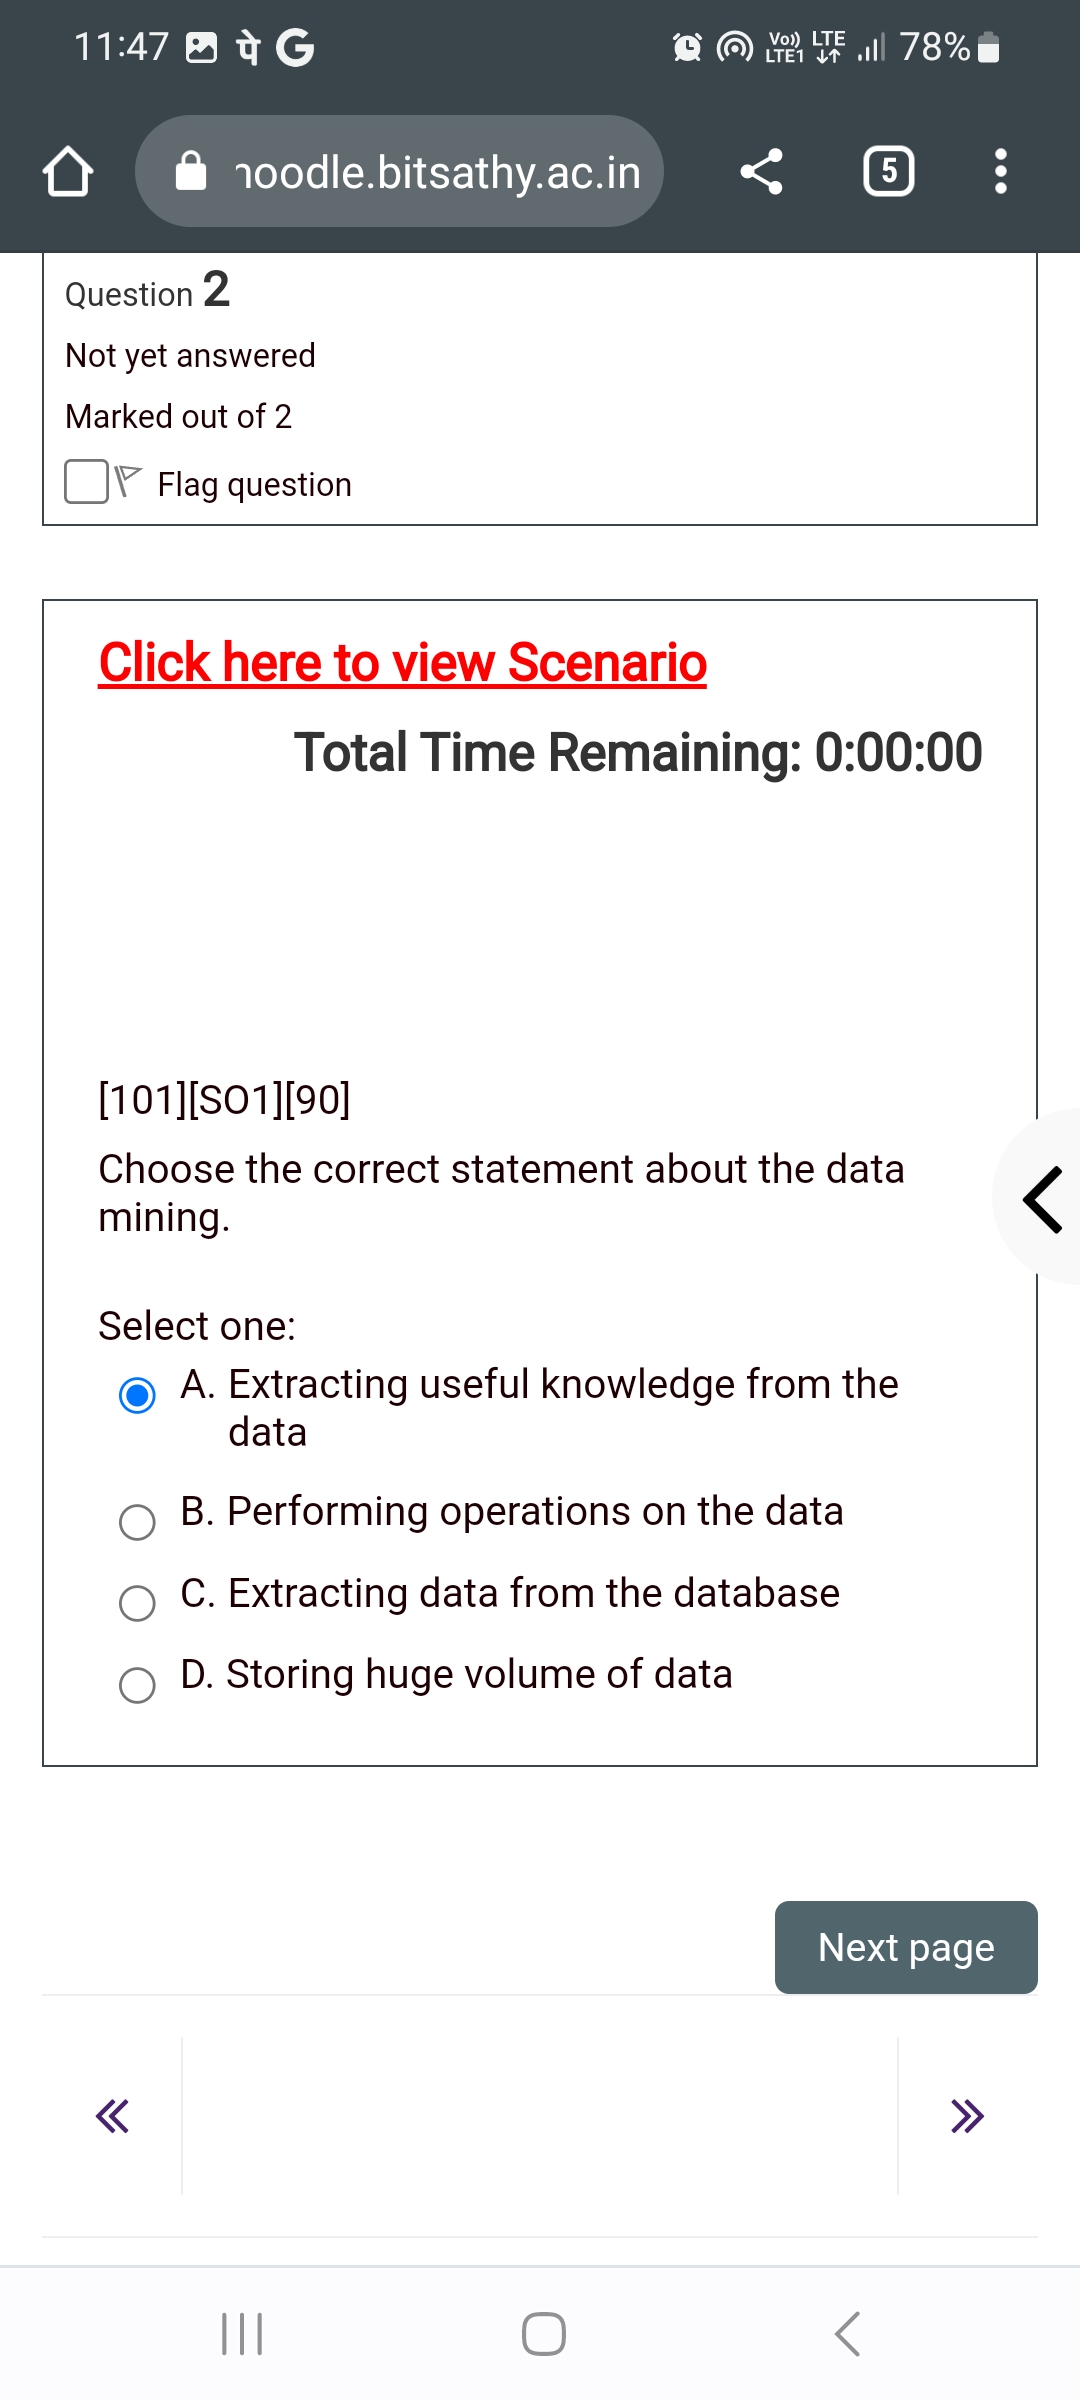 11:47 पे G Vo)) LTE1 LTE 78%
noodle.bitsathy.ac.in 5
Question 2
Not yet answered
Marked out of 2
Flag question
Click here to view Scenario
Total Time Remaining: 0:00:00
[101][SO1][90]
Choose the correct statement about the data
mining.
Select one:
A. Extracting useful knowledge from the
data
B. Performing operations on the data
C. Extracting data from the database
D. Storing huge volume of data
Next page